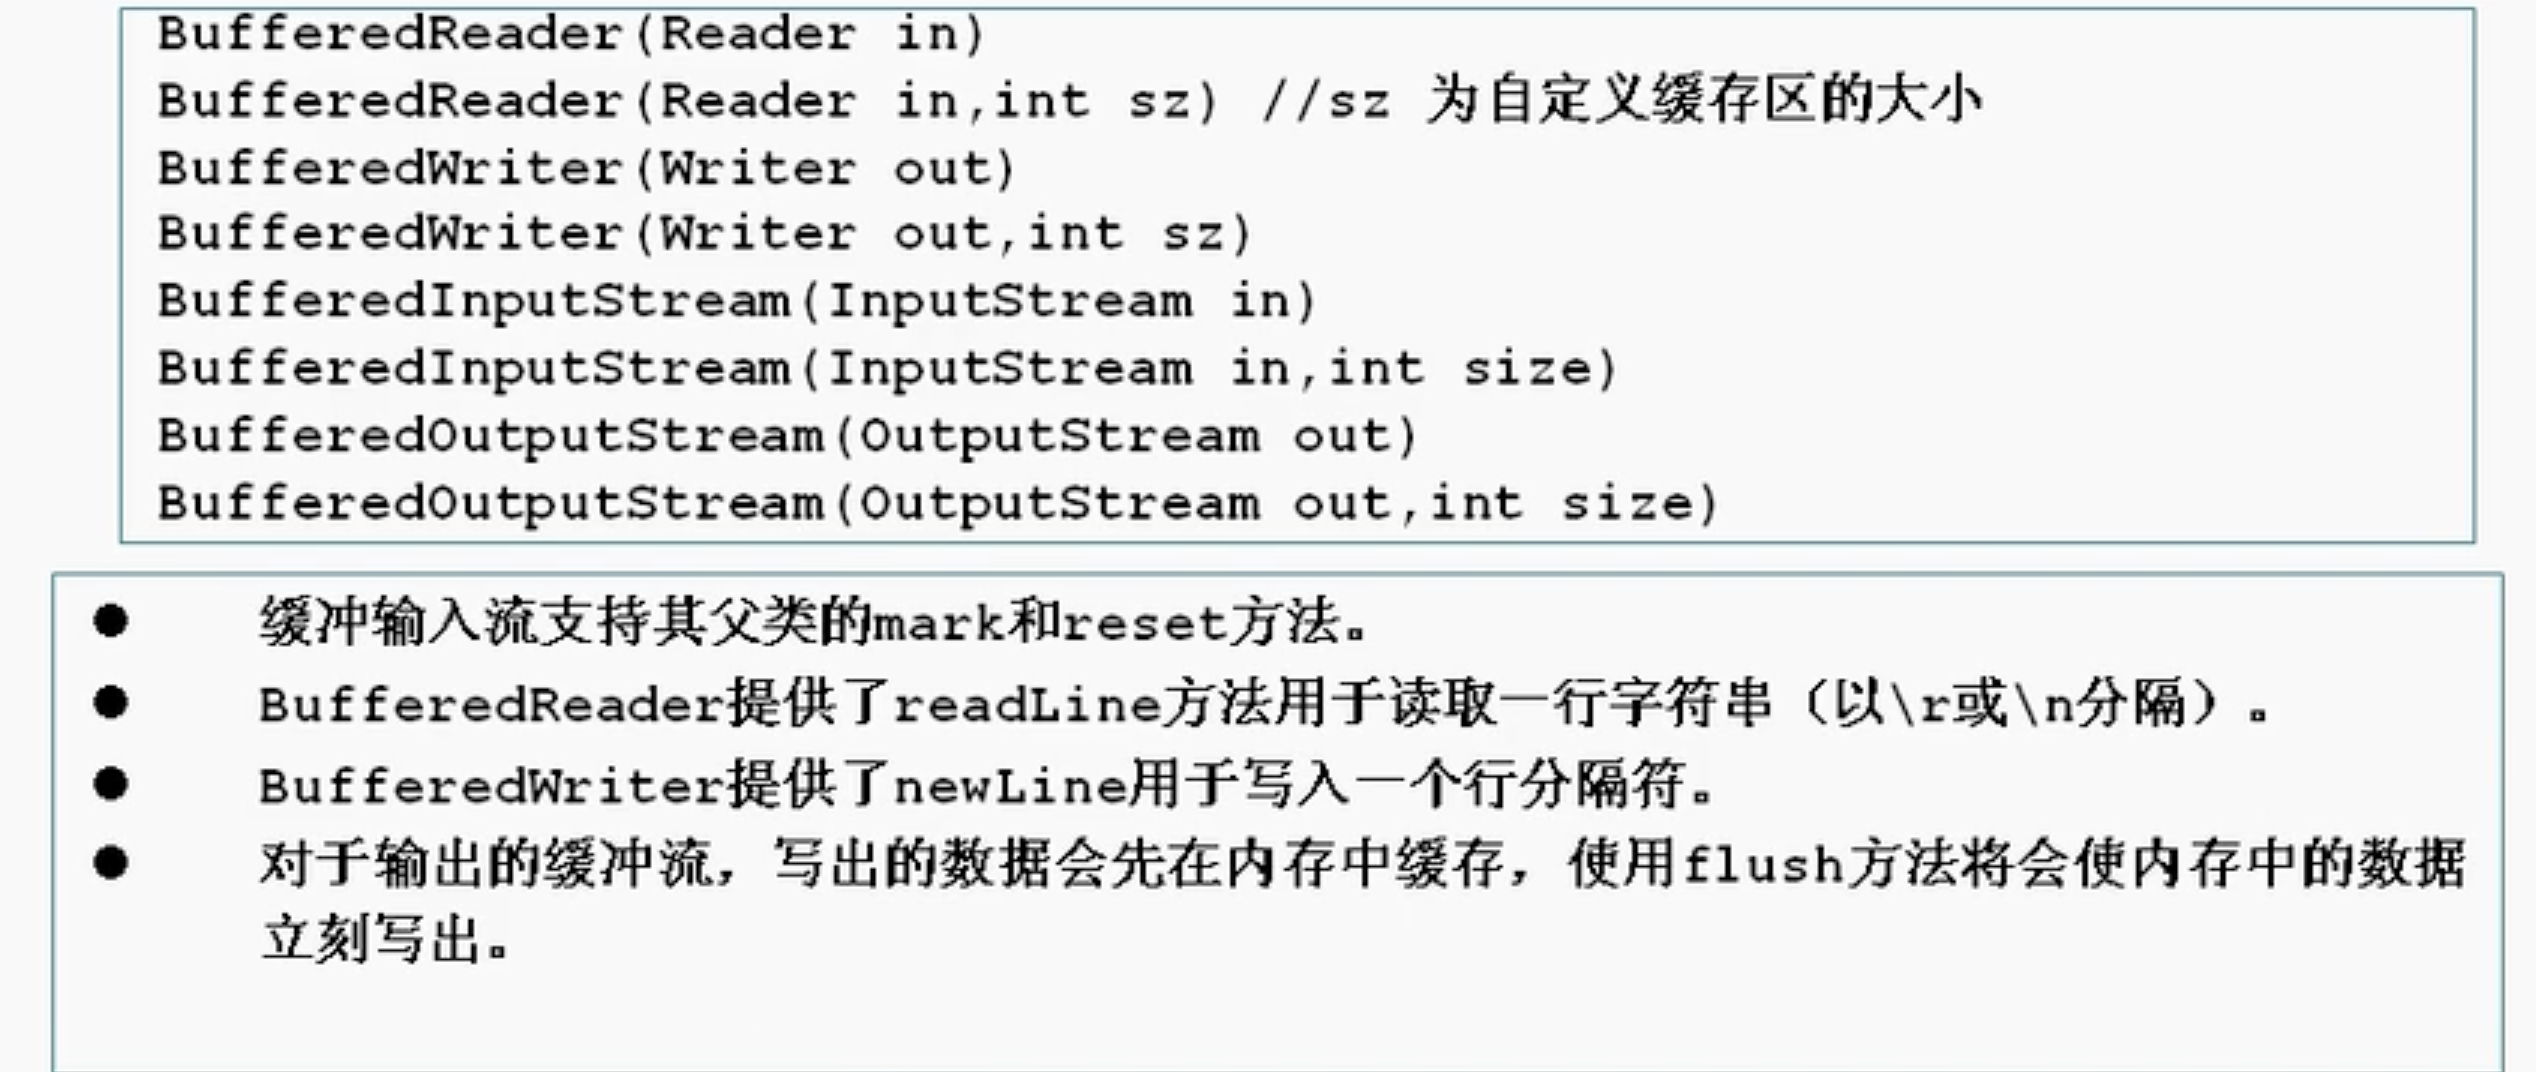 BufferedReader(Reader in)
BufferedReader(Reader in,int sz) //sz 为自定义缓存区的大小
BufferedWriter(Writer out)
BufferedWriter(Writer out,int sz)
BufferedInputStream(InputStream in)
BufferedInputStream(InputStream in,int size)
BufferedOutputStream(OutputStream out)
BufferedOutputStream(OutputStream out,int size)
● 缓冲输入流支持其父类的mark和reset方法。
● BufferedReader提供了readLine方法用于读取一行字符串（以\r或\n分隔）。
● BufferedWriter提供了newLine用于写入一个行分隔符。
● 对于输出的缓冲流，写出的数据会先在内存中缓存，使用flush方法将会使内存中的数据
立刻写出。